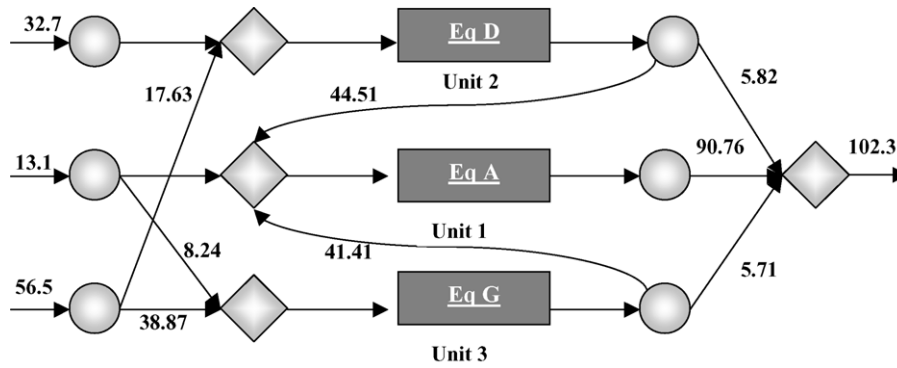 32.7
Eq D
17.63
Unit 2
5.82
44.51
13.1
Eq A
90.76
102.3
Unit 1
8.24
41.41
56.5
Eq G
5.71
38.87
Unit 3